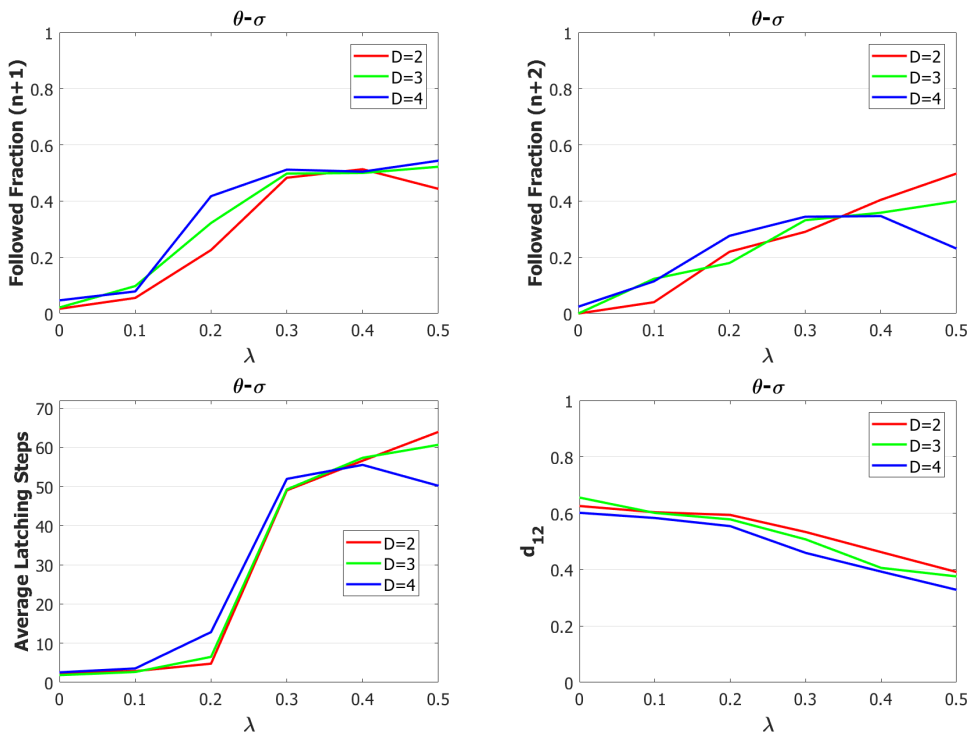 θ-σ
Followed Fraction (n+1)
1
0.8
0.6
0.4
0.2
0
0 0.1 0.2 0.3 0.4 0.5
λ
D=2
D=3
D=4
θ-σ
Followed Fraction (n+2)
1
0.8
0.6
0.4
0.2
0
0 0.1 0.2 0.3 0.4 0.5
λ
D=2
D=3
D=4
θ-σ
Average Latching Steps
70
60
50
40
30
20
10
0
0 0.1 0.2 0.3 0.4 0.5
λ
D=2
D=3
D=4
θ-σ
d12
1
0.8
0.6
0.4
0.2
0
0 0.1 0.2 0.3 0.4 0.5
λ
D=2
D=3
D=4